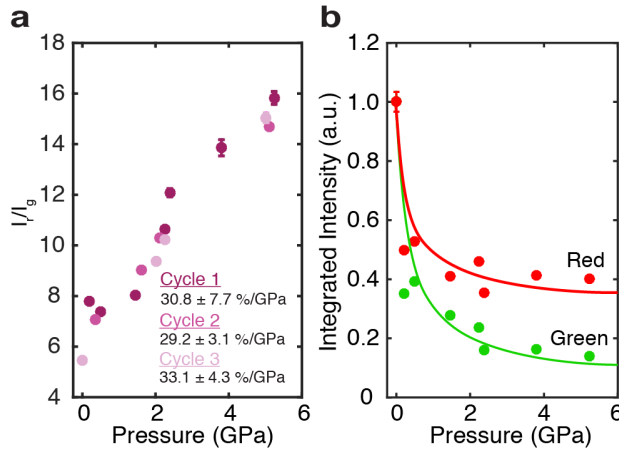 a
18
16
14
12
10
8
6
4
I_r/I_g
Cycle 1
30.8 ± 7.7 %/GPa
Cycle 2
29.2 ± 3.1 %/GPa
Cycle 3
33.1 ± 4.3 %/GPa
0
2
4
6
Pressure (GPa)
b
1.2
1.0
0.8
0.6
0.4
0.2
0
Integrated Intensity (a.u.)
Red
Green
0
2
4
6
Pressure (GPa)